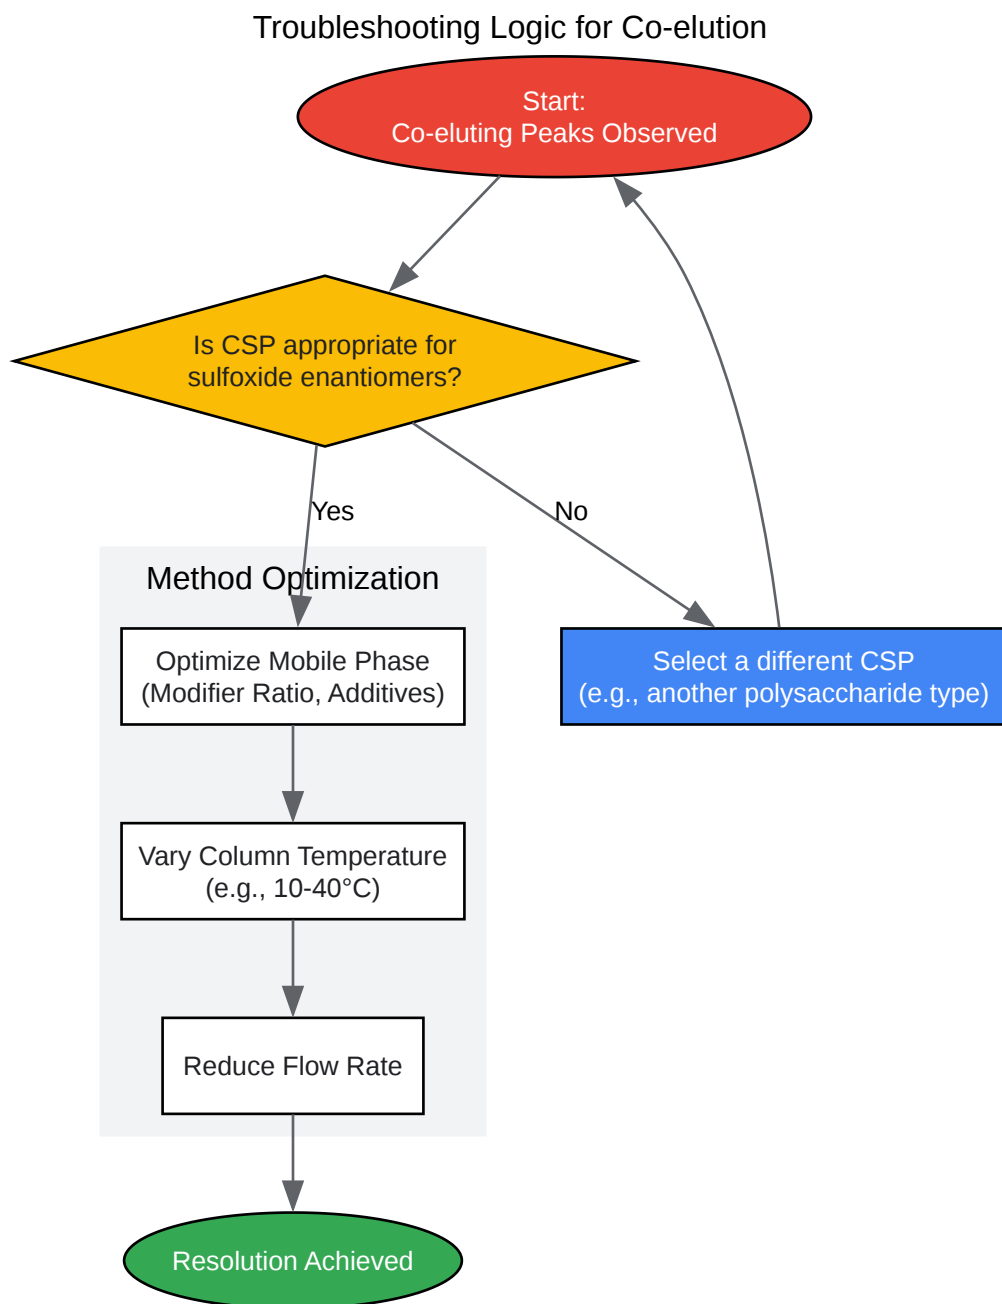 Troubleshooting Logic for Co-elution
Start:
Co-eluting Peaks Observed
Is CSP appropriate for
sulfoxide enantiomers?
Yes
No
Method Optimization
Optimize Mobile Phase
(Modifier Ratio, Additives)
Select a different CSP
(e.g., another polysaccharide type)
Vary Column Temperature
(e.g., 10-40°C)
Reduce Flow Rate
Resolution Achieved